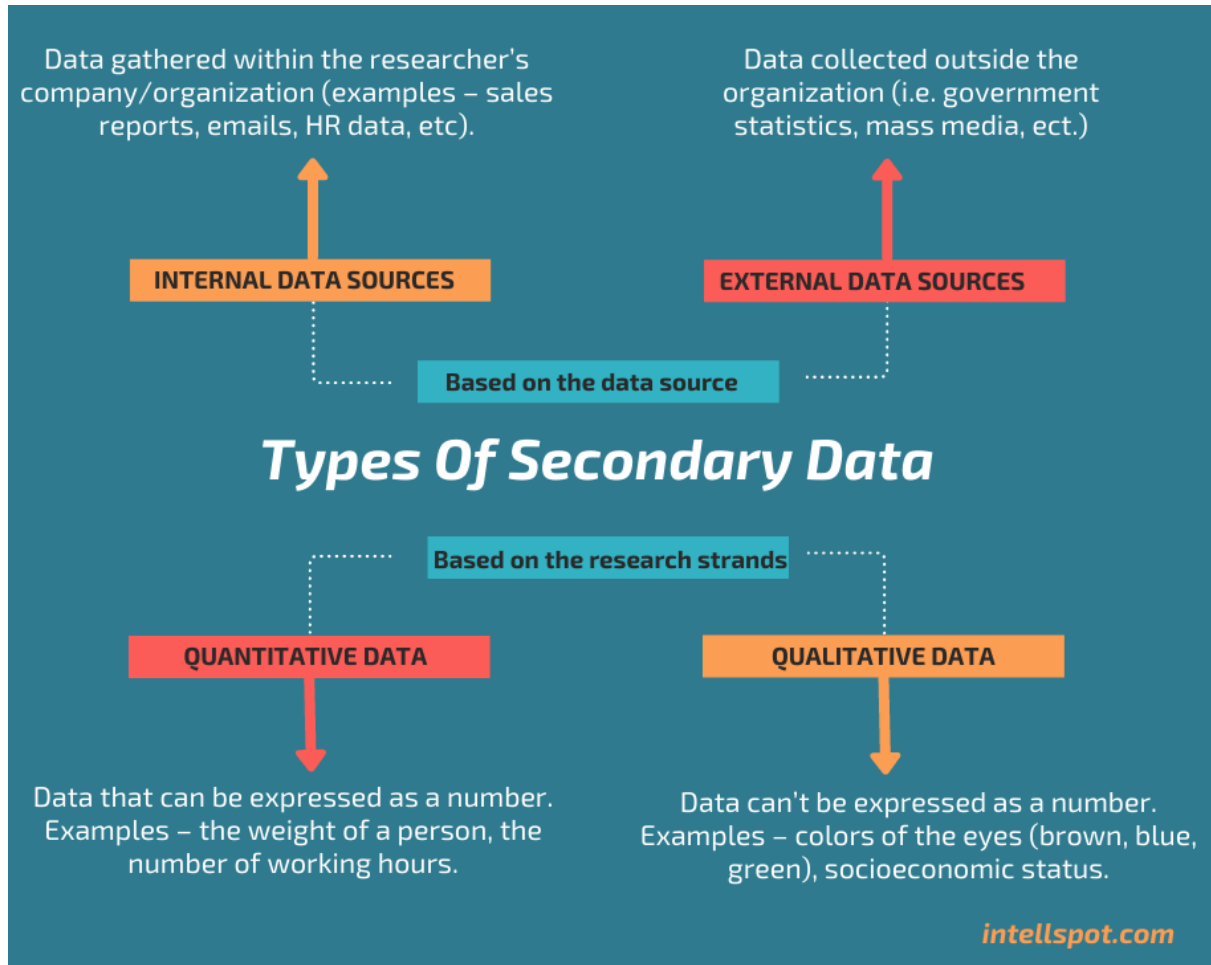 Data gathered within the researcher's
company/organization (examples – sales
reports, emails, HR data, etc).
Data collected outside the
organization (i.e. government
statistics, mass media, ect.)
INTERNAL DATA SOURCES
EXTERNAL DATA SOURCES
Based on the data source
Types Of Secondary Data
Based on the research strands
QUANTITATIVE DATA
QUALITATIVE DATA
Data that can be expressed as a number.
Examples – the weight of a person, the
number of working hours.
Data can't be expressed as a number.
Examples – colors of the eyes (brown, blue,
green), socioeconomic status.
intellspot.com